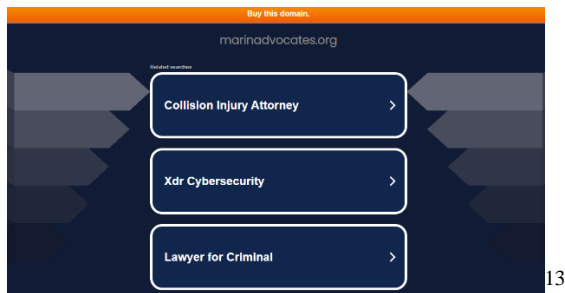 Buy this domain.
marinadvocates.org
Related searches
Collision Injury Attorney
Xdr Cybersecurity
Lawyer for Criminal
13